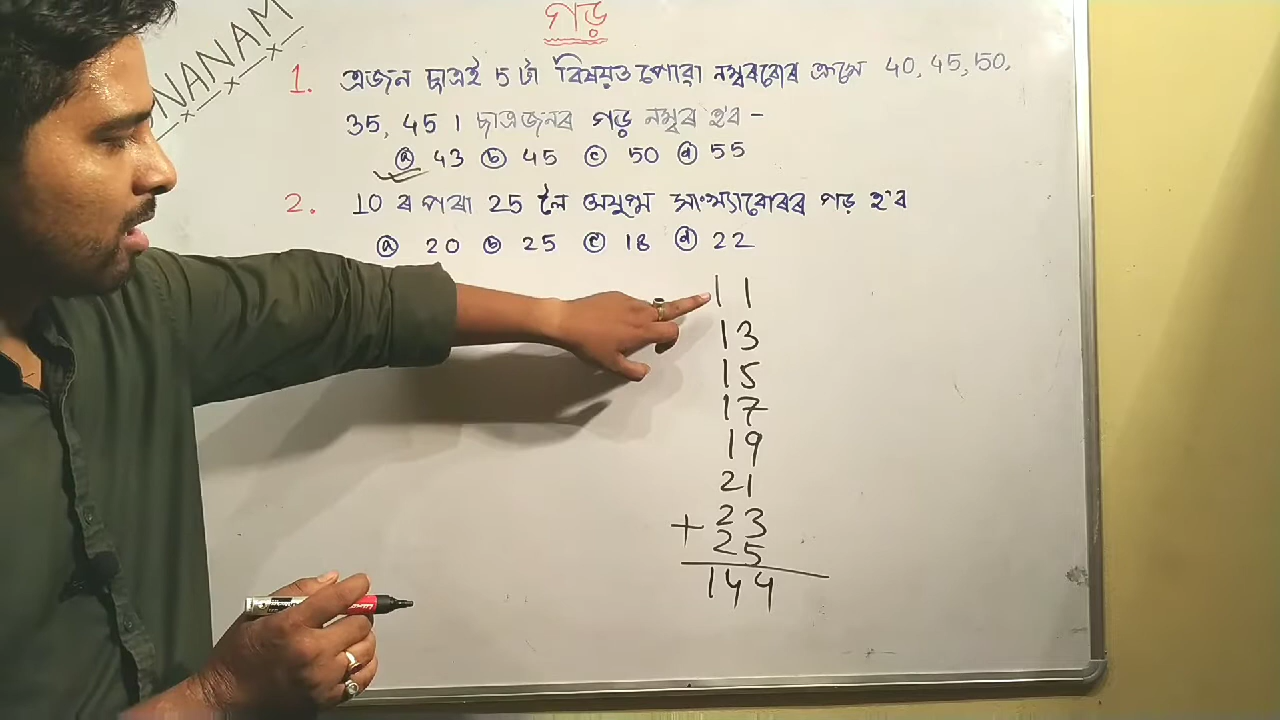 গড়
NANAM
1. এজন ছাত্ৰই 5 টা বিষয়ত পোৱা নম্বৰবোৰ ক্ৰমে 40, 45, 50,
35, 45। ছাত্ৰজনৰ গড় নম্বৰ হ'ব -
ⓐ 43 ⓑ 45 ⓒ 50 ⓓ 55
2. 10 ৰ পৰা 25 লৈ অযুগ্ম সাংখ্যাবোৰৰ গড় হ'ব
ⓐ 20 ⓑ 25 ⓒ 18 ⓓ 22
11
13
15
17
19
21
+ 23
25
144